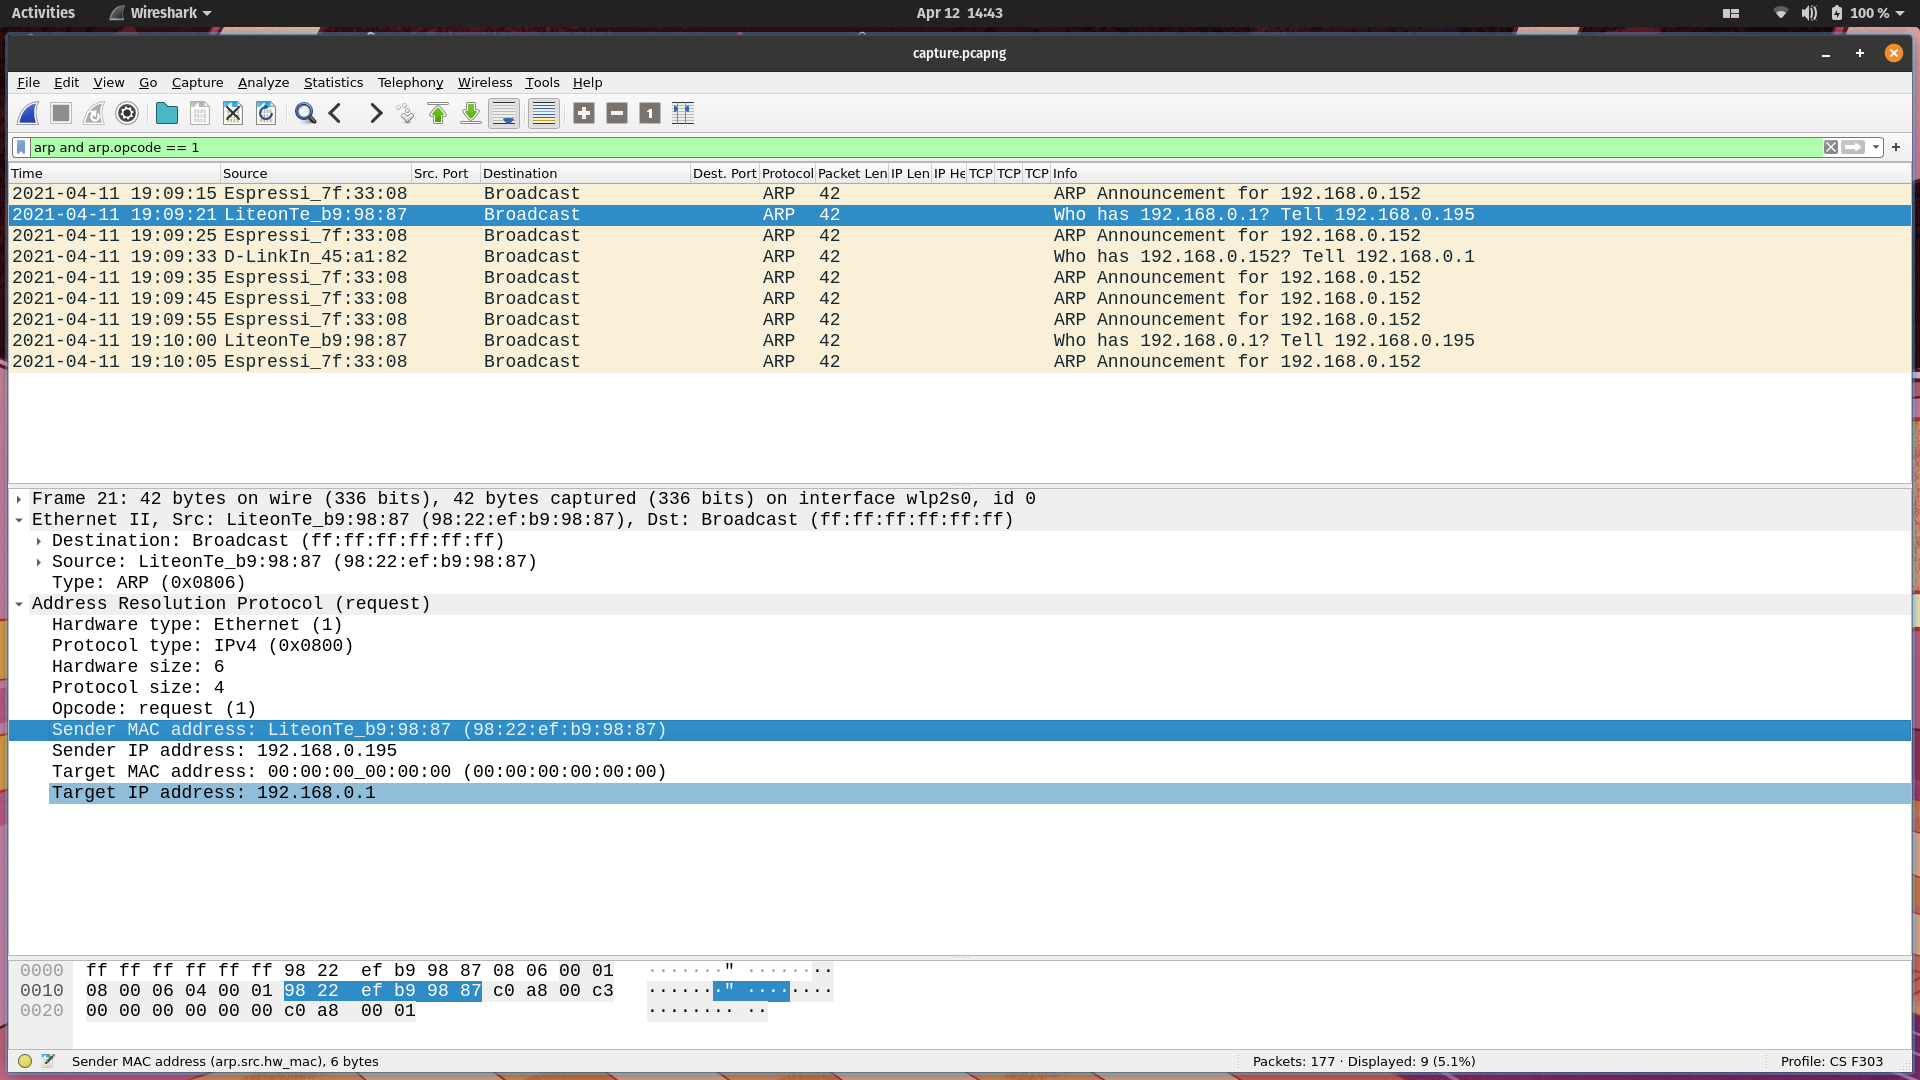 Activities Wireshark Apr 12 14:43 100 %
capture.pcapng
File Edit View Go Capture Analyze Statistics Telephony Wireless Tools Help
arp and arp.opcode == 1
Time Source Src. Port Destination Dest. Port Protocol Packet Len IP Len IP He TCP TCP TCP Info
2021-04-11 19:09:15 Espressi_7f:33:08 Broadcast ARP 42 ARP Announcement for 192.168.0.152
2021-04-11 19:09:21 LiteonTe_b9:98:87 Broadcast ARP 42 Who has 192.168.0.1? Tell 192.168.0.195
2021-04-11 19:09:25 Espressi_7f:33:08 Broadcast ARP 42 ARP Announcement for 192.168.0.152
2021-04-11 19:09:33 D-LinkIn_45:a1:82 Broadcast ARP 42 Who has 192.168.0.152? Tell 192.168.0.1
2021-04-11 19:09:35 Espressi_7f:33:08 Broadcast ARP 42 ARP Announcement for 192.168.0.152
2021-04-11 19:09:45 Espressi_7f:33:08 Broadcast ARP 42 ARP Announcement for 192.168.0.152
2021-04-11 19:09:55 Espressi_7f:33:08 Broadcast ARP 42 ARP Announcement for 192.168.0.152
2021-04-11 19:10:00 LiteonTe_b9:98:87 Broadcast ARP 42 Who has 192.168.0.1? Tell 192.168.0.195
2021-04-11 19:10:05 Espressi_7f:33:08 Broadcast ARP 42 ARP Announcement for 192.168.0.152
Frame 21: 42 bytes on wire (336 bits), 42 bytes captured (336 bits) on interface wlp2s0, id 0
Ethernet II, Src: LiteonTe_b9:98:87 (98:22:ef:b9:98:87), Dst: Broadcast (ff:ff:ff:ff:ff:ff)
Destination: Broadcast (ff:ff:ff:ff:ff:ff)
Source: LiteonTe_b9:98:87 (98:22:ef:b9:98:87)
Type: ARP (0x0806)
Address Resolution Protocol (request)
Hardware type: Ethernet (1)
Protocol type: IPv4 (0x0800)
Hardware size: 6
Protocol size: 4
Opcode: request (1)
Sender MAC address: LiteonTe_b9:98:87 (98:22:ef:b9:98:87)
Sender IP address: 192.168.0.195
Target MAC address: 00:00:00_00:00:00 (00:00:00:00:00:00)
Target IP address: 192.168.0.1
0000 ff ff ff ff ff ff 98 22 ef b9 98 87 08 06 00 01 ·······" ········
0010 08 00 06 04 00 01 98 22 ef b9 98 87 c0 a8 00 c3 ·······" ········
0020 00 00 00 00 00 00 c0 a8 00 01 ········ ··
Sender MAC address (arp.src.hw_mac), 6 bytes Packets: 177 · Displayed: 9 (5.1%) Profile: CS F303